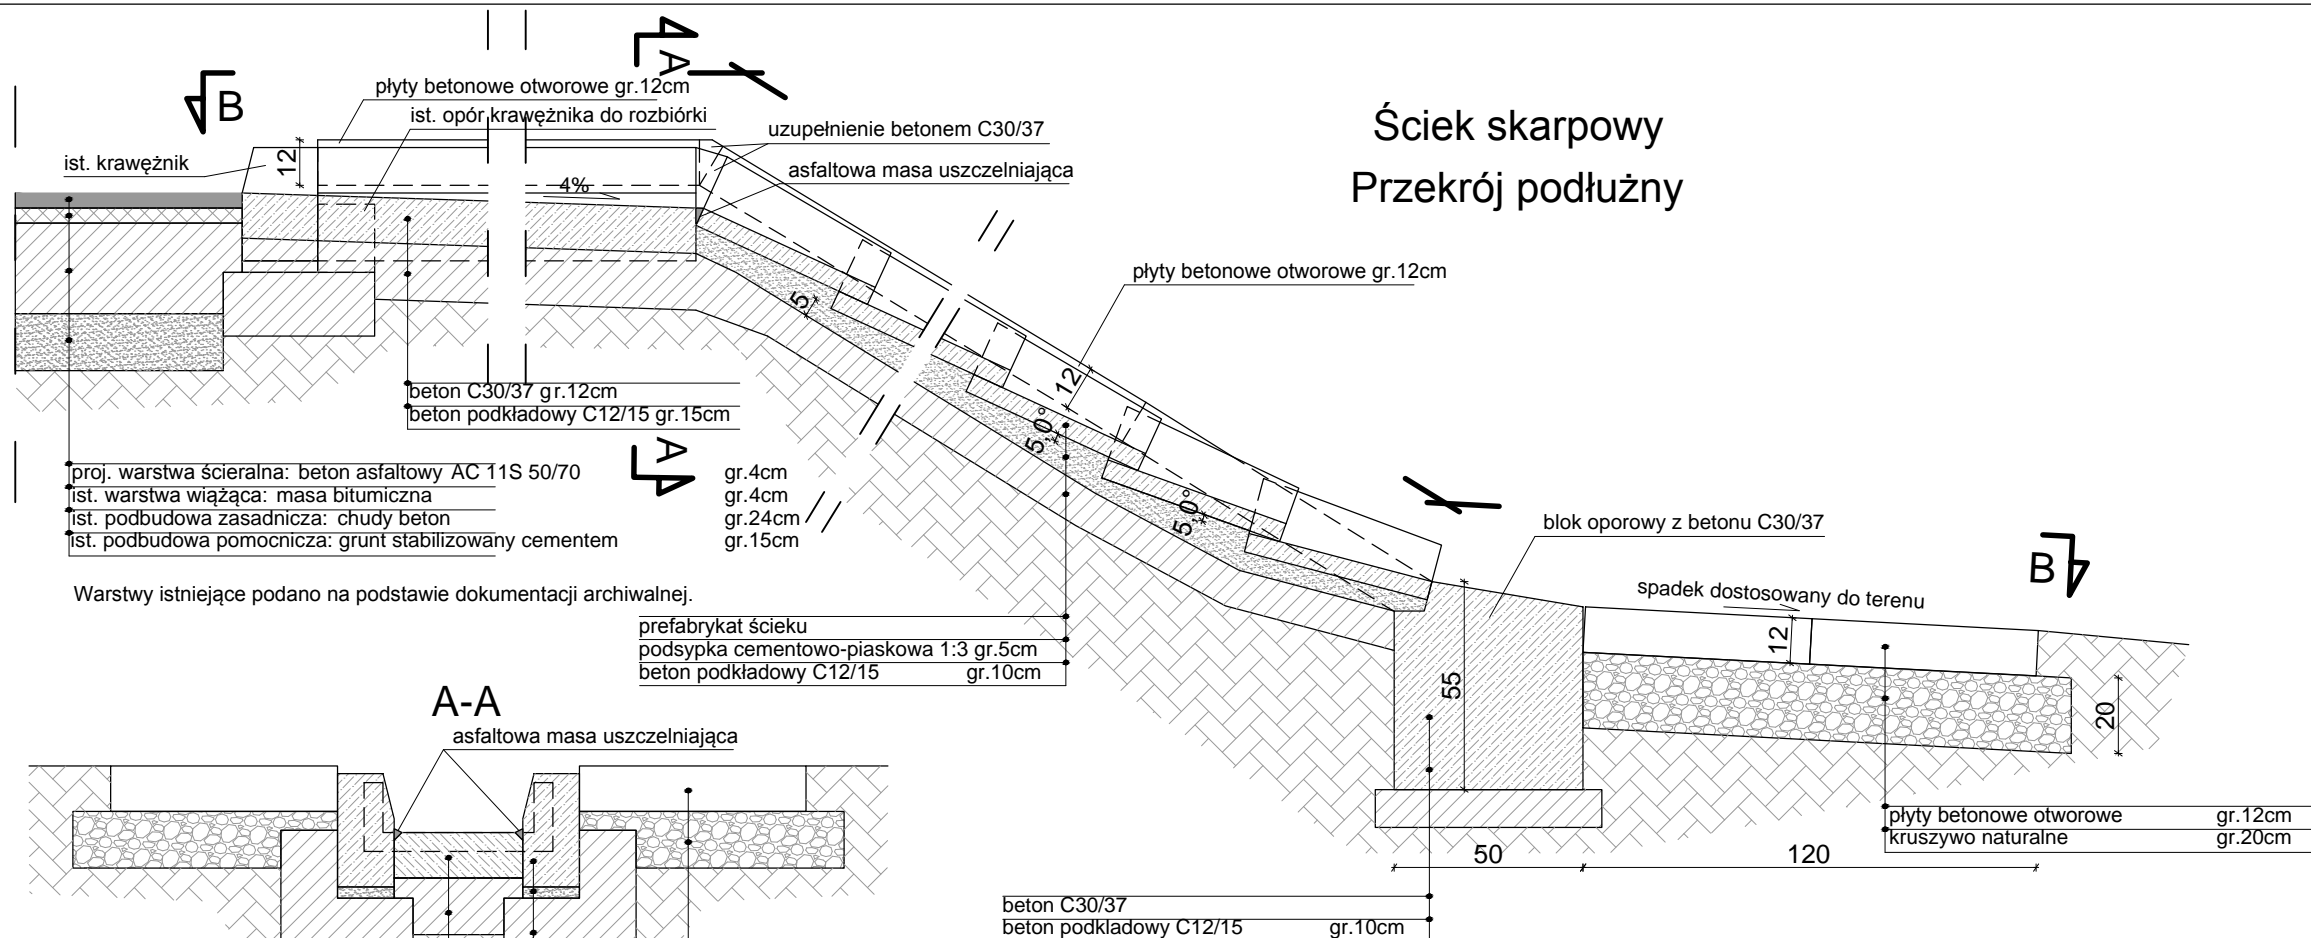 Ściek skarpowy
Przekrój podłużny
A
B
płyty betonowe otworowe gr.12cm
ist. opór krawężnika do rozbiórki
uzupełnienie betonem C30/37
ist. krawężnik
12
asfaltowa masa uszczelniająca
4%
płyty betonowe otworowe gr.12cm
5
12
5,0°
5,0°
beton C30/37 gr.12cm
beton podkładowy C12/15 gr.15cm
A
proj. warstwa ścieralna: beton asfaltowy AC 11S 50/70 gr.4cm
ist. warstwa wiążąca: masa bitumiczna gr.4cm
ist. podbudowa zasadnicza: chudy beton gr.24cm
ist. podbudowa pomocnicza: grunt stabilizowany cementem gr.15cm
Warstwy istniejące podano na podstawie dokumentacji archiwalnej.
blok oporowy z betonu C30/37
B
spadek dostosowany do terenu
prefabrykat ścieku
podsypka cementowo-piaskowa 1:3 gr.5cm
beton podkładowy C12/15 gr.10cm
12
55
20
A-A
asfaltowa masa uszczelniająca
płyty betonowe otworowe gr.12cm
kruszywo naturalne gr.20cm
50
120
beton C30/37
beton podkladowy C12/15 gr.10cm